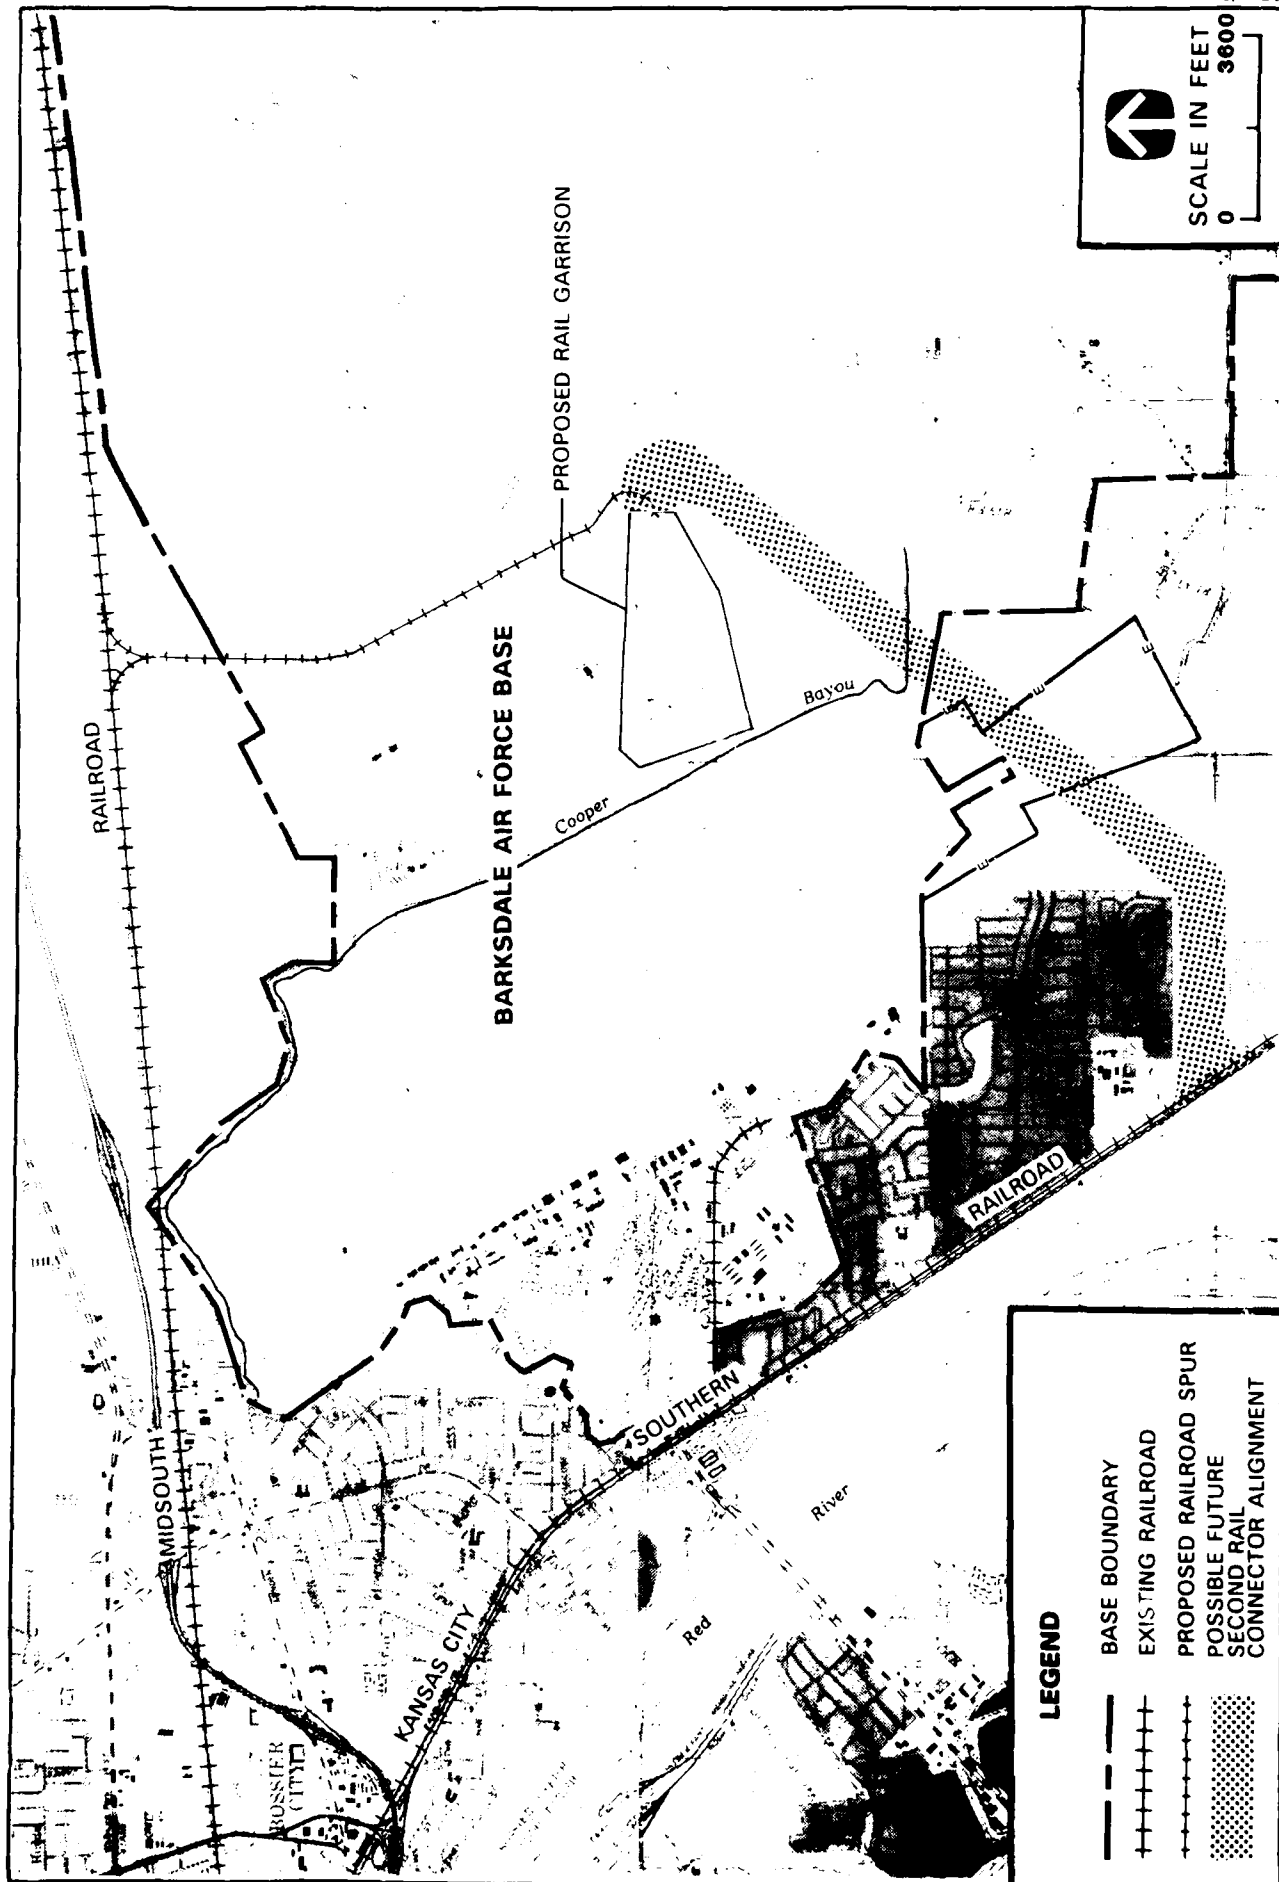 MIDSOUTH
RAILROAD
BOSSIER
CITY
KANSAS CITY
SOUTHERN
RAILROAD
Red
River
BARKSDALE AIR FORCE BASE
Cooper
Bayou
PROPOSED RAIL GARRISON
E
E
E
E
E
LEGEND
BASE BOUNDARY
EXISTING RAILROAD
PROPOSED RAILROAD SPUR
POSSIBLE FUTURE
SECOND RAIL
CONNECTOR ALIGNMENT
SCALE IN FEET
0 3600